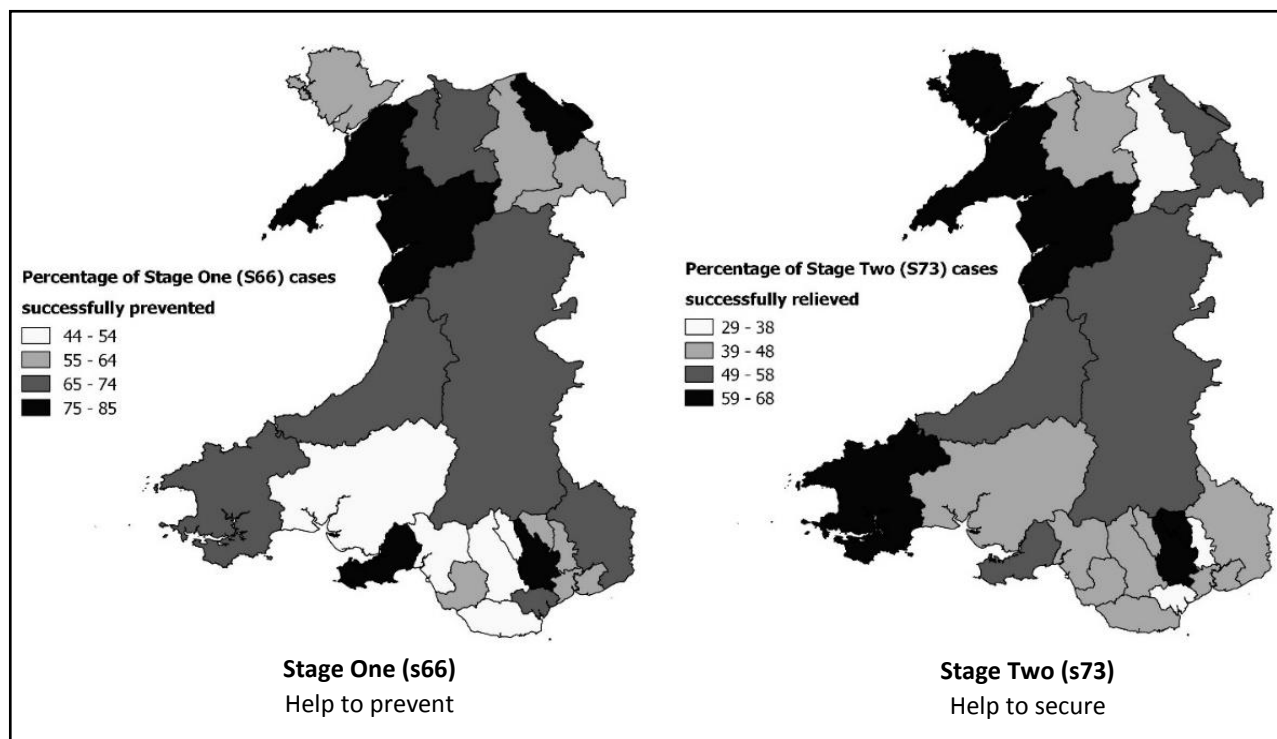 Percentage of Stage One (S66) cases
successfully prevented
44 - 54
55 - 64
65 - 74
75 - 85
Stage One (s66)
Help to prevent
Percentage of Stage Two (S73) cases
successfully relieved
29 - 38
39 - 48
49 - 58
59 - 68
Stage Two (s73)
Help to secure